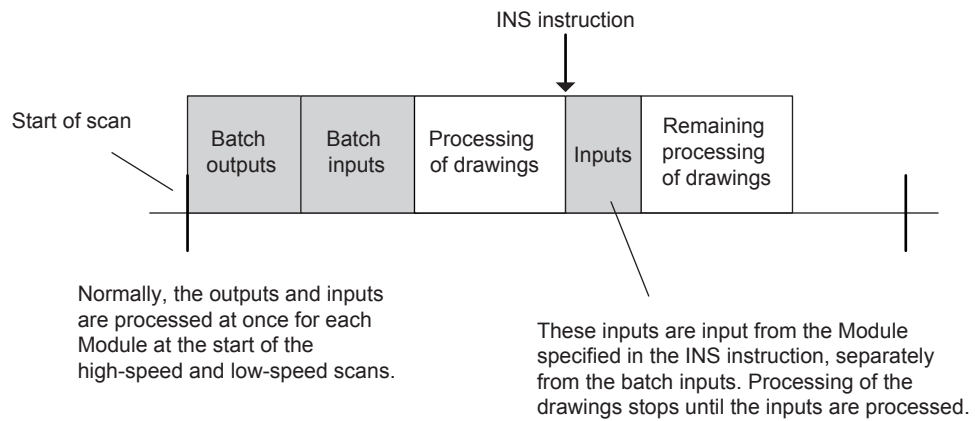 INS instruction
Start of scan
Batch
outputs
Batch
inputs
Processing
of drawings
Inputs
Remaining
processing
of drawings
Normally, the outputs and inputs
are processed at once for each
Module at the start of the
high-speed and low-speed scans.
These inputs are input from the Module
specified in the INS instruction, separately
from the batch inputs. Processing of the
drawings stops until the inputs are processed.